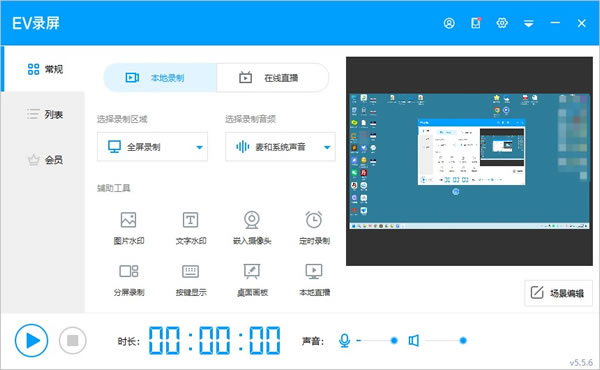 EV录屏
常规
列表
会员
本地录制
在线直播
选择录制区域
选择录制音频
全屏录制
麦和系统声音
辅助工具
图片水印
文字水印
嵌入摄像头
定时录制
分屏录制
按键显示
桌面画板
本地直播
场景编辑
时长:
00:00:00
声音:
v5.5.6